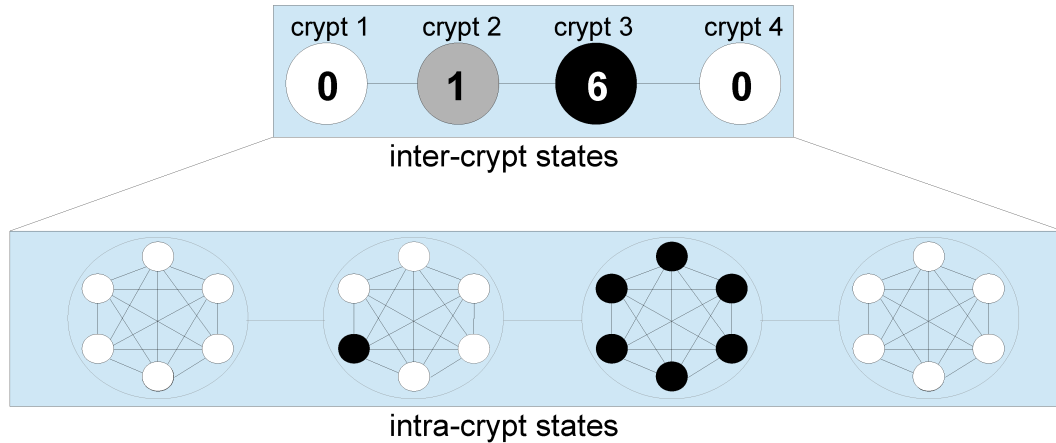 crypt 1 crypt 2 crypt 3 crypt 4
0 1 6 0
inter-crypt states
intra-crypt states